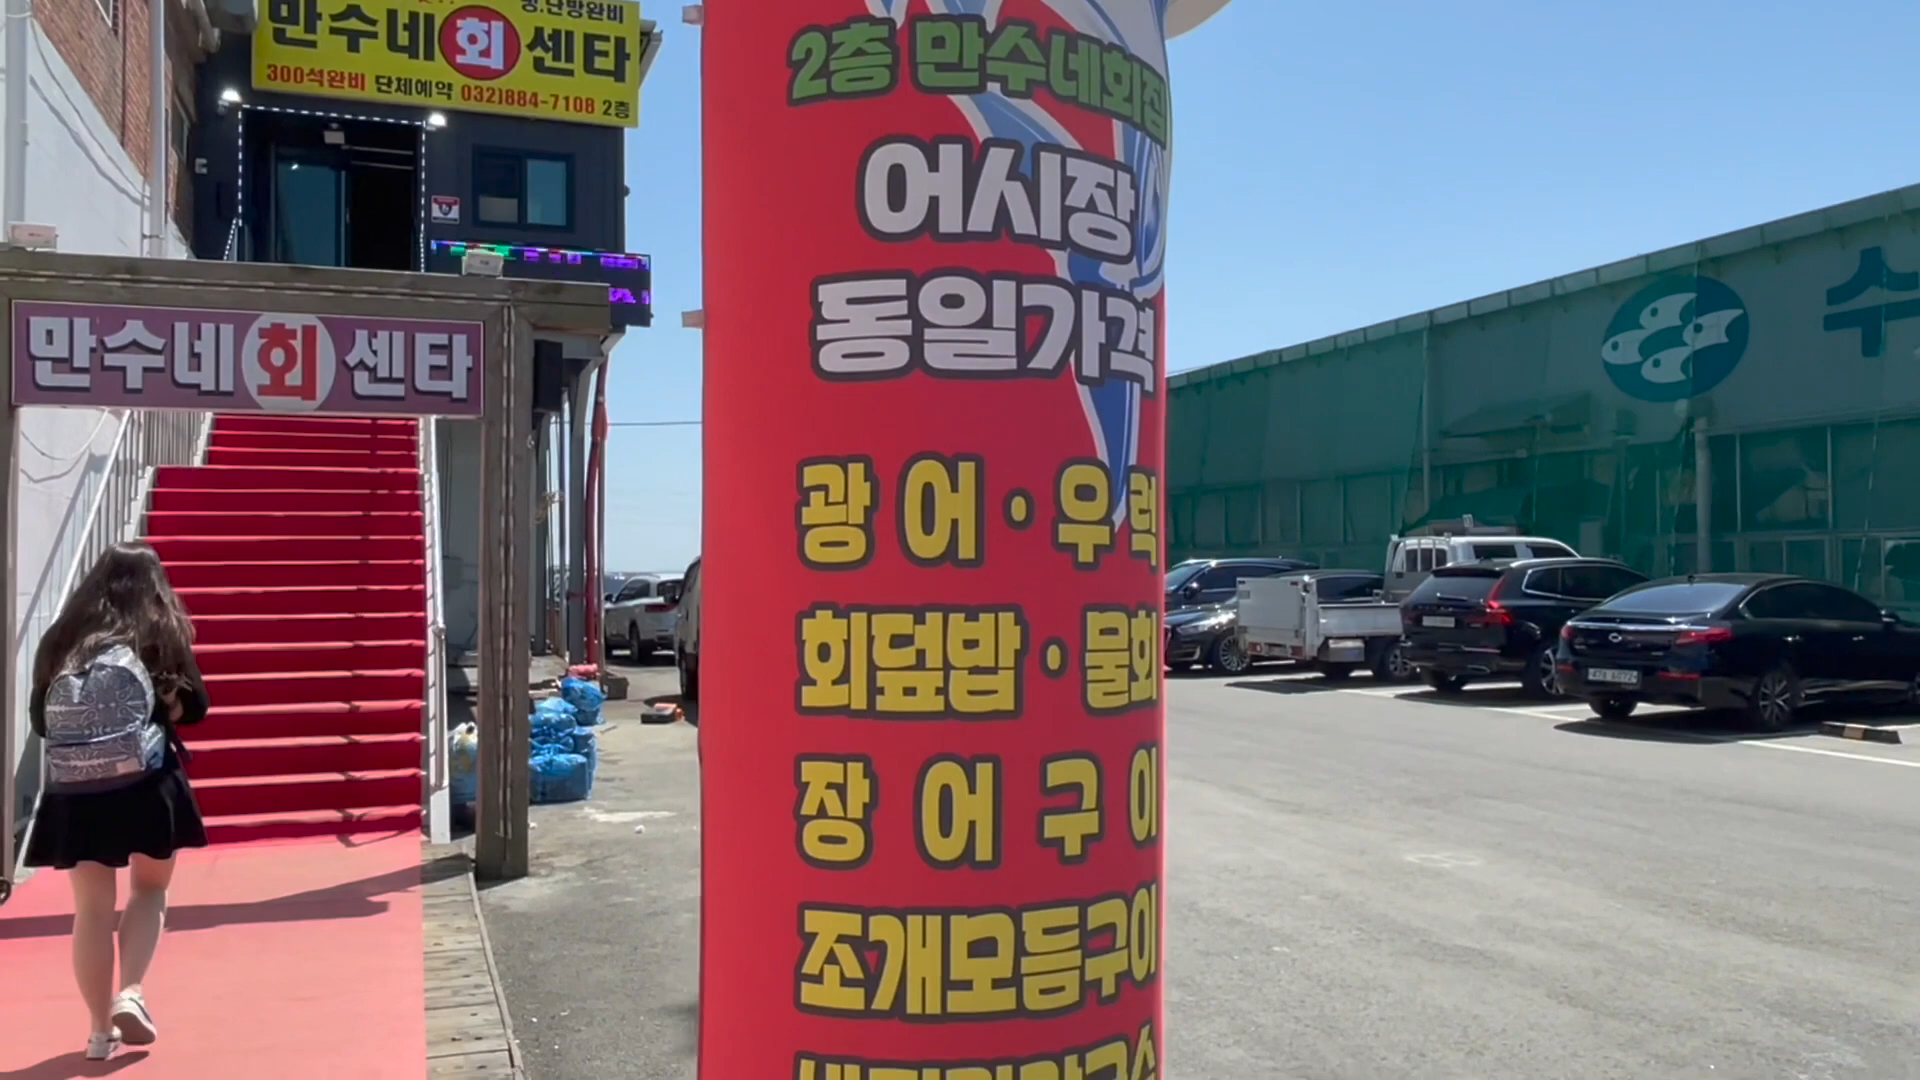 만수네회센타
300석완비 단체예약 032)884-7108 2층
만수네회센타
2층 만수네회집
어시장
동일가격
광어·우럭
회덮밥·물회
장어구이
조개모듬구이
수